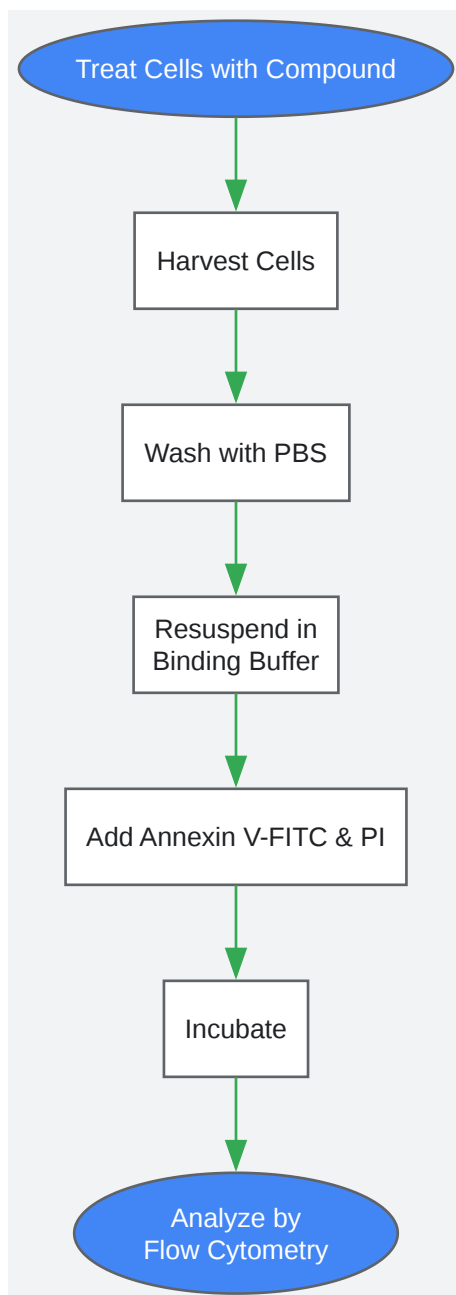 Treat Cells with Compound
Harvest Cells
Wash with PBS
Resuspend in
Binding Buffer
Add Annexin V-FITC & PI
Incubate
Analyze by
Flow Cytometry